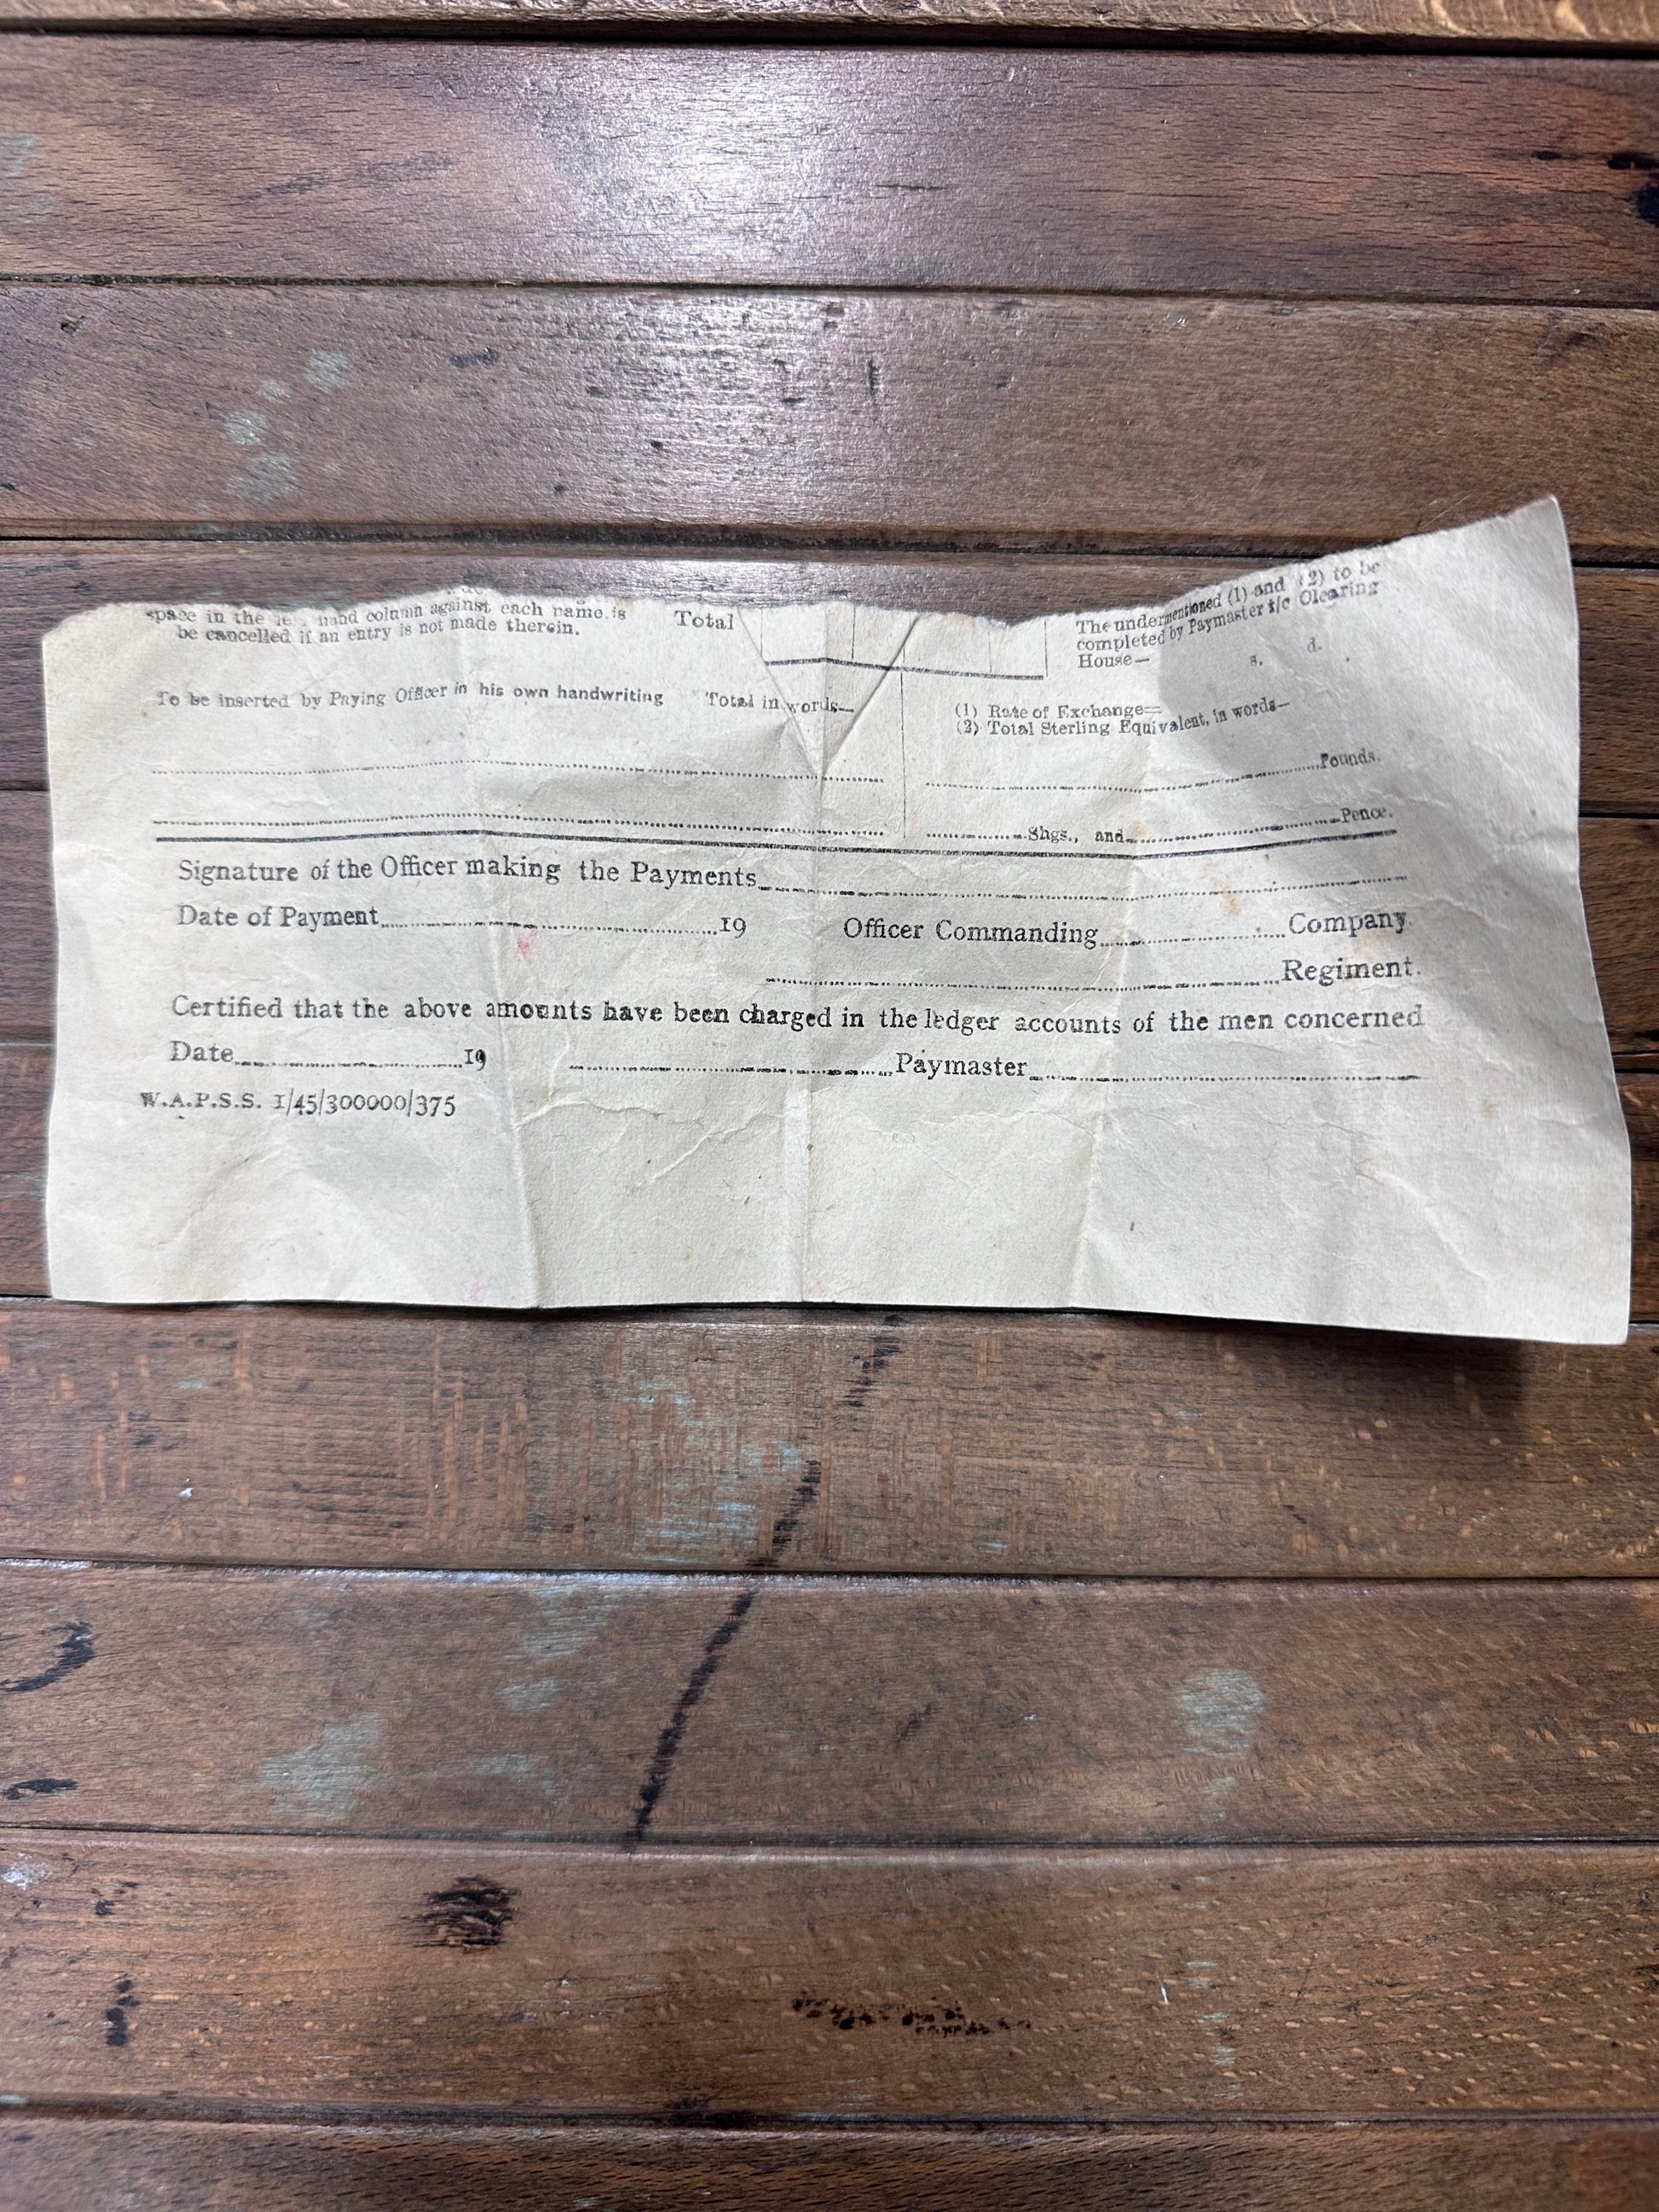 space in the hand column against each name is
be cancelled if an entry is not made therein.
Total
The undermentioned (1) and (2) to be
completed by Paymaster i/c Clearing
House— s. d.
To be inserted by Paying Officer in his own handwriting Total in words—
(1) Rate of Exchange=
(2) Total Sterling Equivalent, in words—
Pounds.
Shgs., and Pence.
Signature of the Officer making the Payments
Date of Payment 19 Officer Commanding Company
Regiment.
Certified that the above amounts have been charged in the ledger accounts of the men concerned
Date 19 Paymaster
W.A.P.S.S. 1/45/300000/375